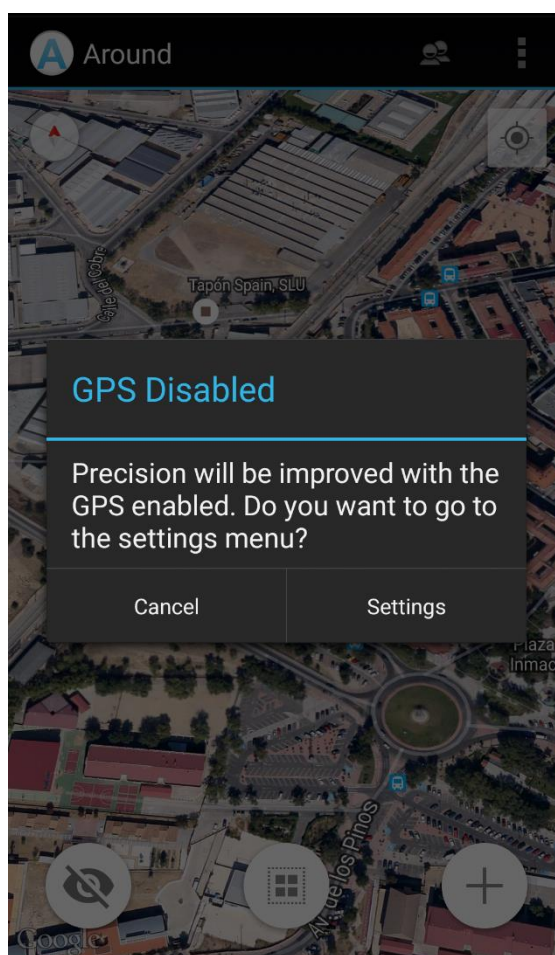 A Around
Calle del Cobre
Tapón Spain, SLU
GPS Disabled
Precision will be improved with the
GPS enabled. Do you want to go to
the settings menu?
Cancel
Settings
Plaza
Inmac
Av. de los Pinos
Google